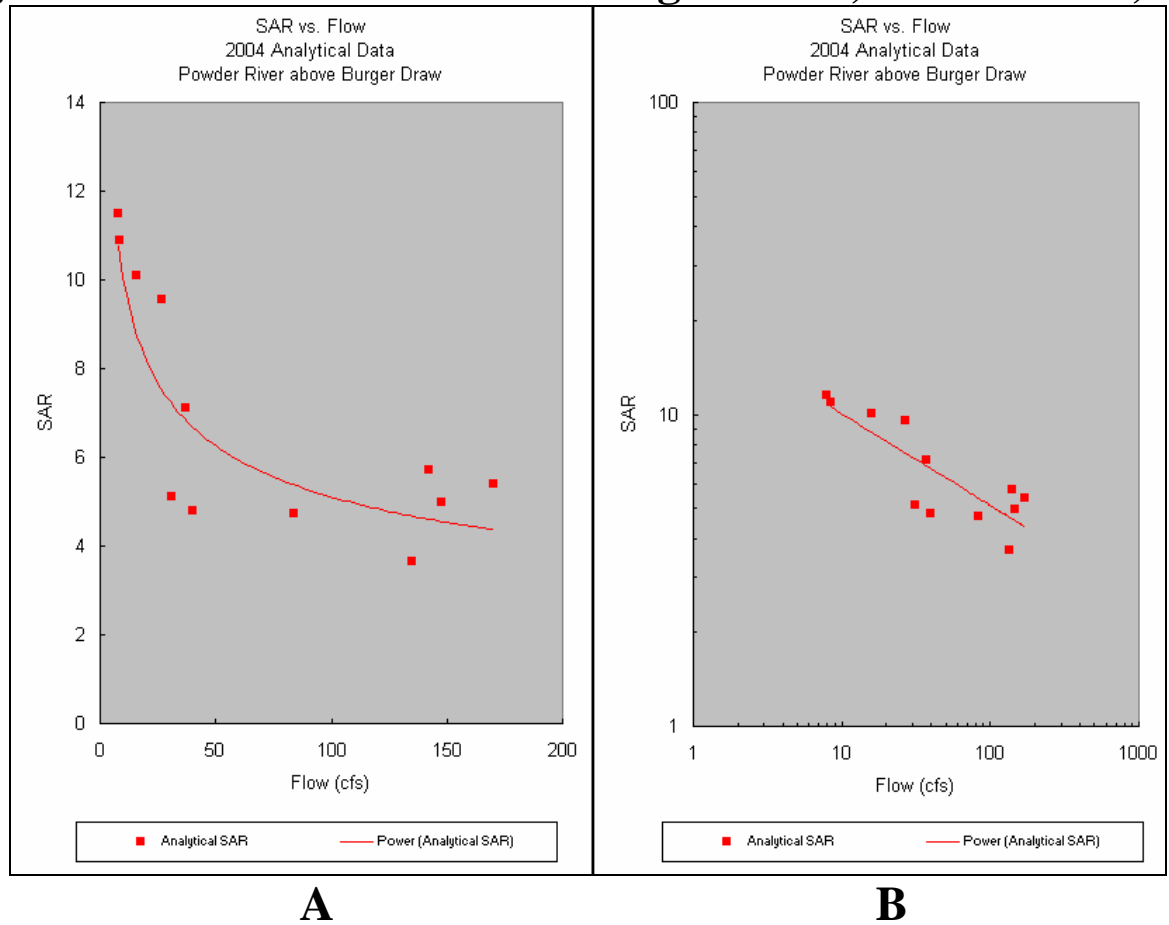 SAR vs. Flow
2004 Analytical Data
Powder River above Burger Draw
14
12
10
8
6
4
2
0
SAR
0 50 100 150 200
Flow (cfs)
Analytical SAR Power (Analytical SAR)
A
SAR vs. Flow
2004 Analytical Data
Powder River above Burger Draw
100
10
1
SAR
1 10 100 1000
Flow (cfs)
Analytical SAR Power (Analytical SAR)
B